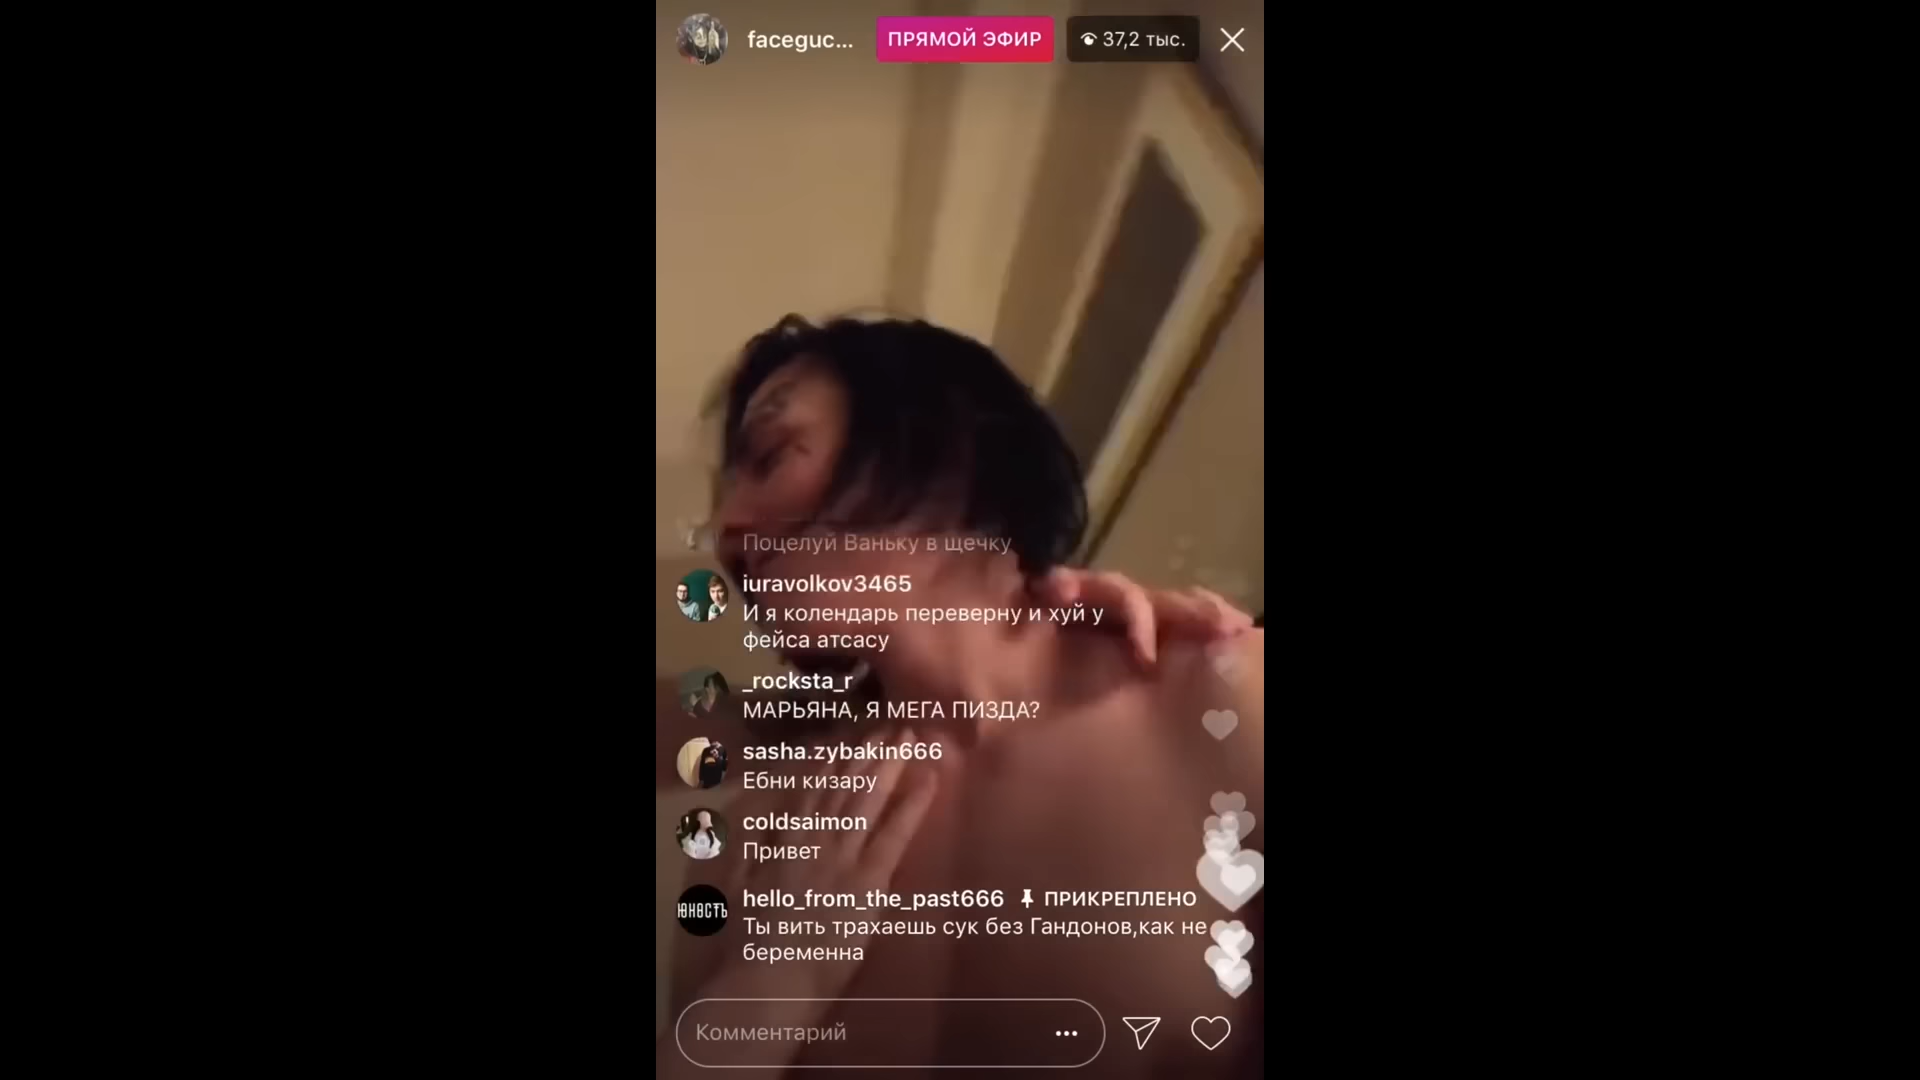 faceguc...
ПРЯМОЙ ЭФИР
37,2 тыс.
Поцелуй Ваньку в щечку
iuravolkov3465
И я колендарь переверну и хуй у
фейса атсасу
_rocksta_r
МАРЬЯНА, Я МЕГА ПИЗДА?
sasha.zybakin666
Ебни кизару
coldsaimon
Привет
hello_from_the_past666 ПРИКРЕПЛЕНО
ЮНОСТЬ
Ты вить трахаешь сук без Гандонов,как не
беременна
Комментарий